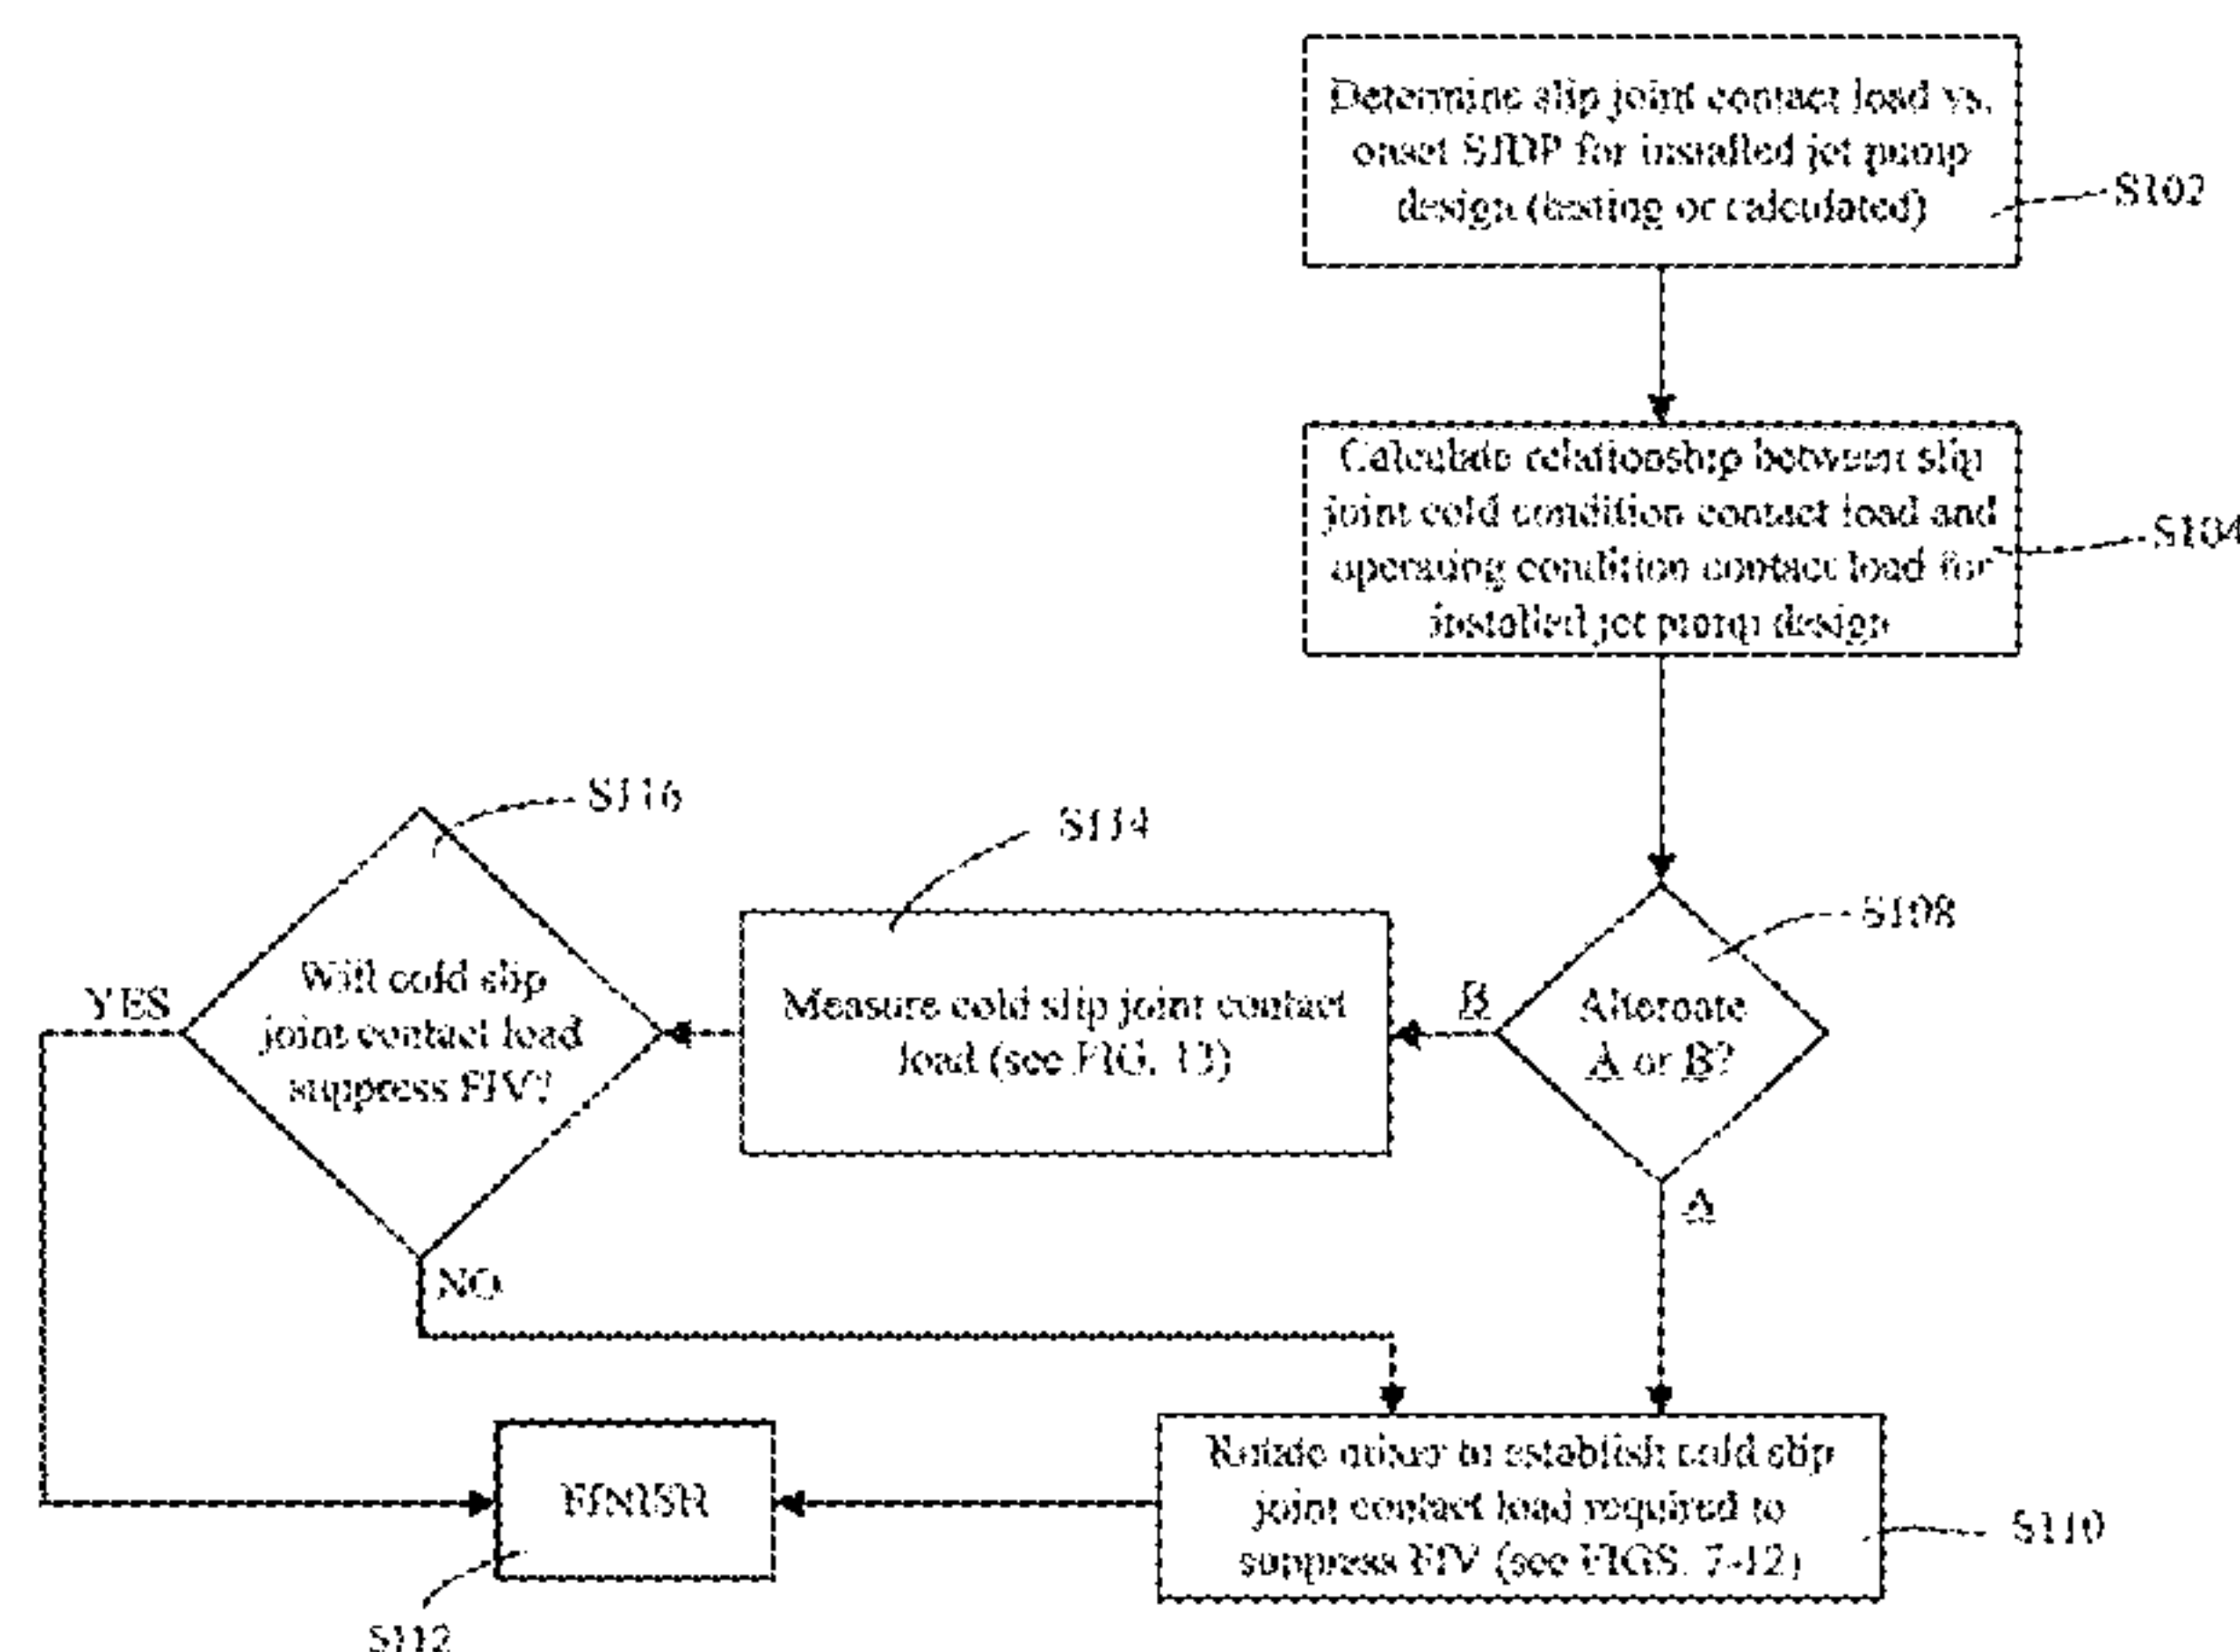 Determine slip joint contact load vs.
onset SJDP for installed jet pump
design (testing or calculated)
S102
Calculate relationship between slip
joint cold condition contact load and
operating condition contact load for
installed jet pump design
S104
S116
S114
S108
Will cold slip
joint contact load
suppress FIV?
YES
NO
Measure cold slip joint contact
load (see FIG. 13)
B
Alternate
A or B?
A
FINISH
S112
Rotate mixer to establish cold slip
joint contact load required to
suppress FIV (see FIGS. 7-12)
S110